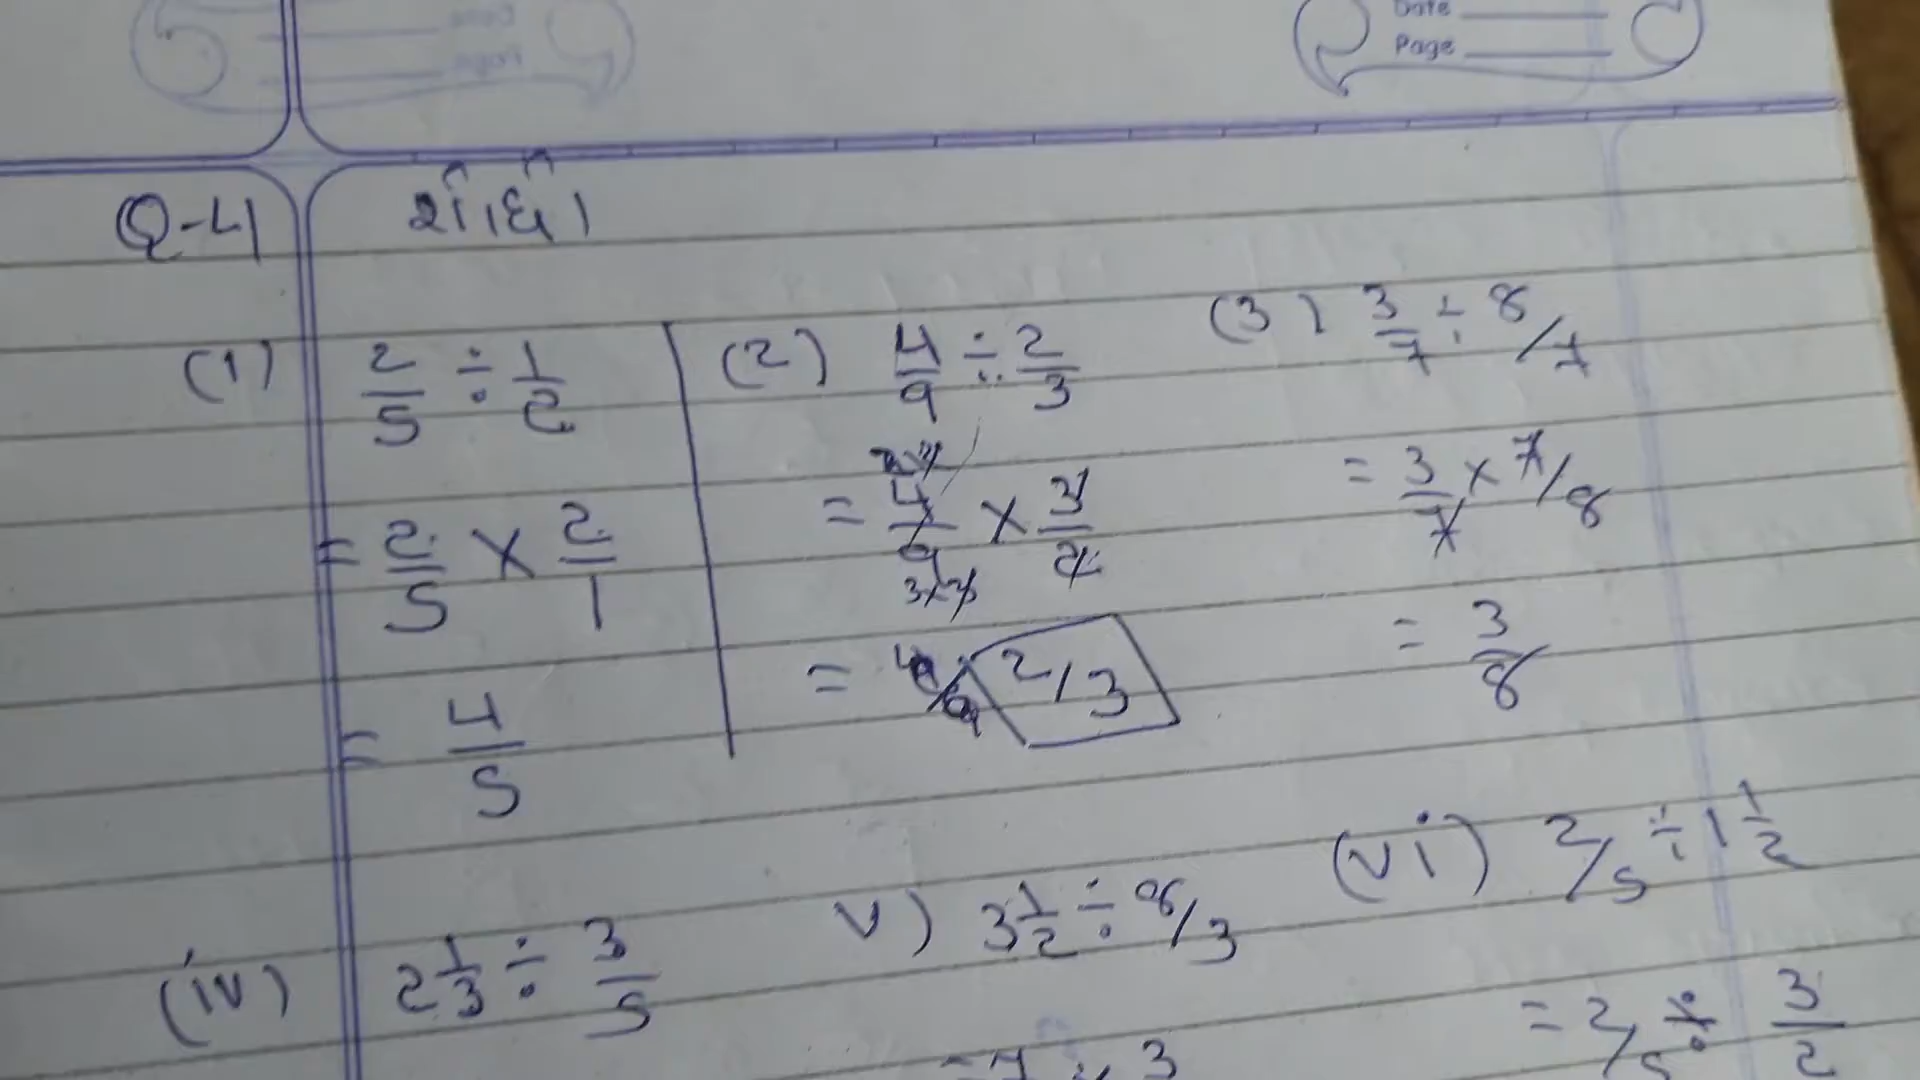 Date
Page
Q-4 શોધો
(1) 2/5 ÷ 1/2
= 2/5 × 2/1
= 4/5
(2) 4/9 ÷ 2/3
= 4/9 × 3/2
= 2/3
(3) 3/7 ÷ 8/7
= 3/7 × 7/8
= 3/8
(iv) 2 1/3 ÷ 3/5
v) 3 1/2 ÷ 8/3
(vi) 2/5 ÷ 1 1/2
= 2/5 ÷ 3/2